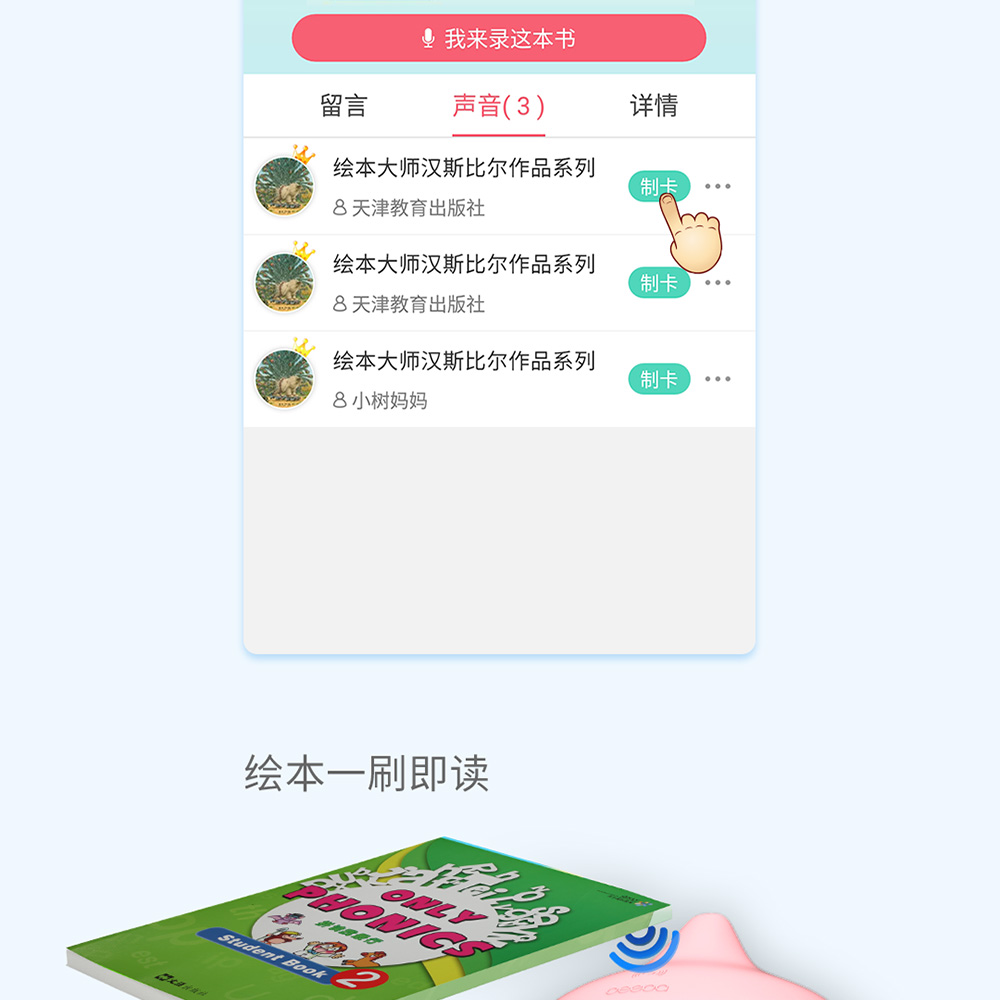 我来录这本书
留言
声音( 3 )
详情
绘本大师汉斯比尔作品系列
制卡
天津教育出版社
绘本大师汉斯比尔作品系列
制卡
天津教育出版社
绘本大师汉斯比尔作品系列
制卡
小树妈妈
绘本一刷即读
ONLY
PHONICS
Student Book 2